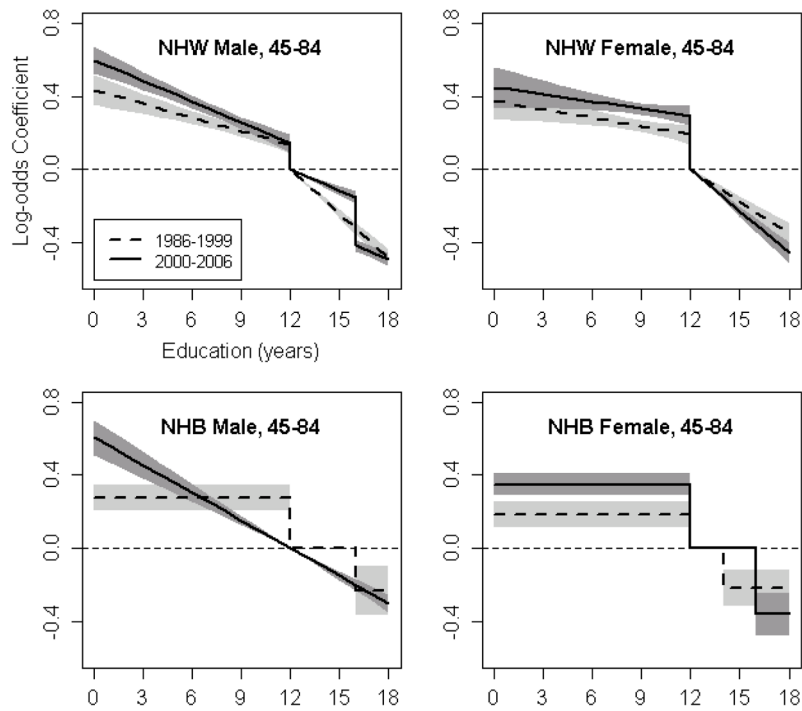 NHW Male, 45-84
Log-odds Coefficient
0.8
0.4
0.0
-0.4
1986-1999
2000-2006
0 3 6 9 12 15 18
Education (years)
NHW Female, 45-84
0.8
0.4
0.0
-0.4
0 3 6 9 12 15 18
NHB Male, 45-84
0.8
0.4
0.0
-0.4
0 3 6 9 12 15 18
NHB Female, 45-84
0.8
0.4
0.0
-0.4
0 3 6 9 12 15 18